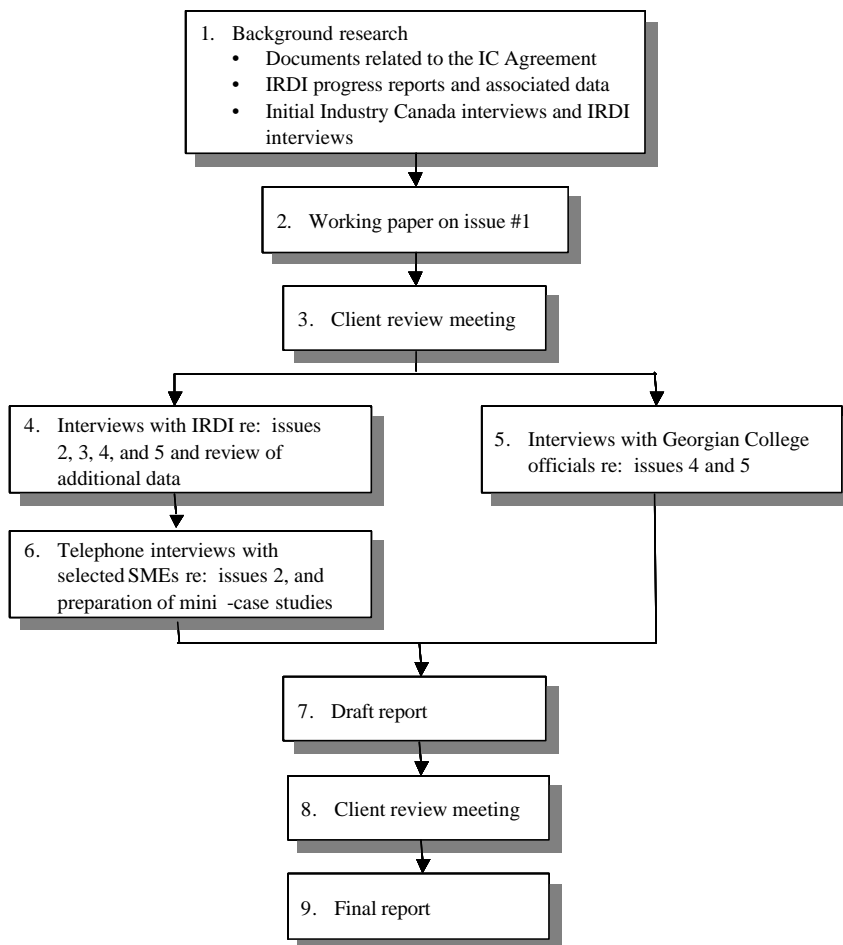 1. Background research
• Documents related to the IC Agreement
• IRDI progress reports and associated data
• Initial Industry Canada interviews and IRDI
interviews
2. Working paper on issue #1
3. Client review meeting
4. Interviews with IRDI re: issues
2, 3, 4, and 5 and review of
additional data
5. Interviews with Georgian College
officials re: issues 4 and 5
6. Telephone interviews with
selected SMEs re: issues 2, and
preparation of mini -case studies
7. Draft report
8. Client review meeting
9. Final report